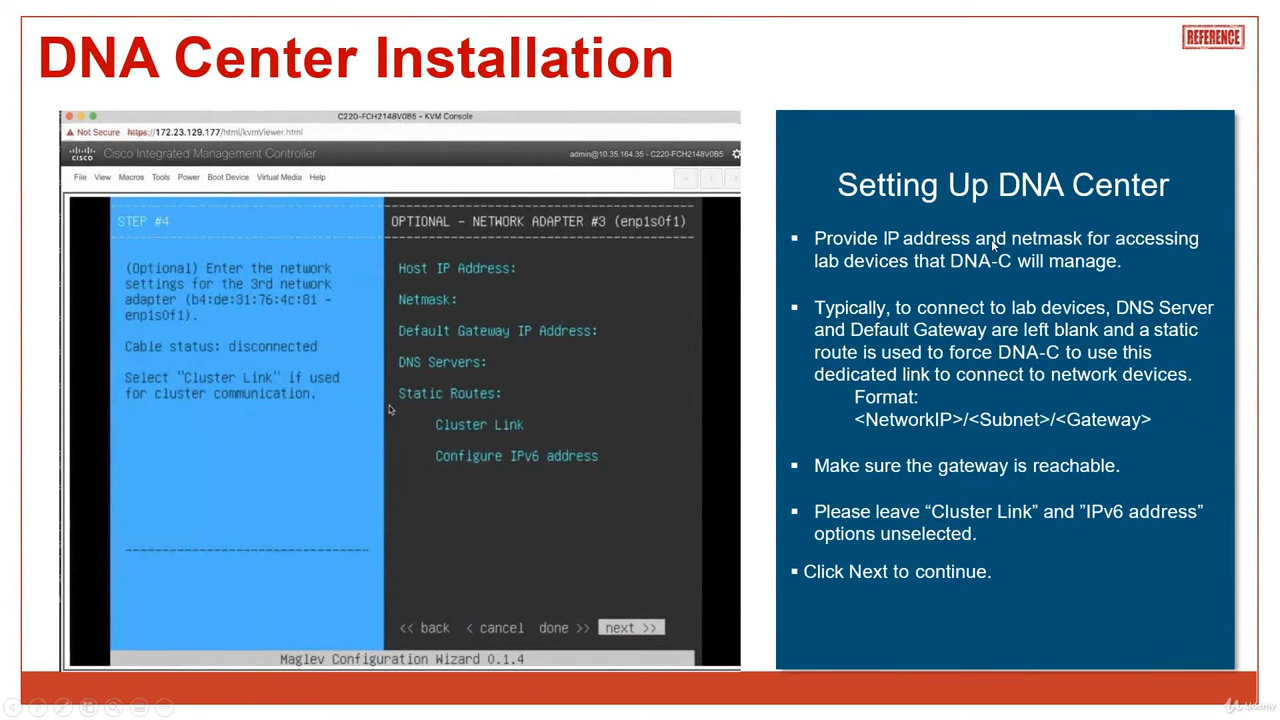 DNA Center Installation
REFERENCE
C220-FCH2148V0B5 - KVM Console
Not Secure https://172.23.129.177/html/kvmViewer.html
CISCO Cisco Integrated Management Controller
admin@10.35.164.35 - C220-FCH2148V0B5
File View Macros Tools Power Boot Device Virtual Media Help
STEP #4
(Optional) Enter the network
settings for the 3rd network
adapter (b4:de:31:76:4c:81 -
enp1s0f1).
Cable status: disconnected
Select "Cluster Link" if used
for cluster communication.
OPTIONAL - NETWORK ADAPTER #3 (enp1s0f1)
Host IP Address:
Netmask:
Default Gateway IP Address:
DNS Servers:
Static Routes:
Cluster Link
Configure IPv6 address
<< back < cancel done >> next >>
Maglev Configuration Wizard 0.1.4
Setting Up DNA Center
▪ Provide IP address and netmask for accessing
lab devices that DNA-C will manage.
▪ Typically, to connect to lab devices, DNS Server
and Default Gateway are left blank and a static
route is used to force DNA-C to use this
dedicated link to connect to network devices.
Format:
<NetworkIP>/<Subnet>/<Gateway>
▪ Make sure the gateway is reachable.
▪ Please leave “Cluster Link” and ”IPv6 address”
options unselected.
▪ Click Next to continue.
Udemy